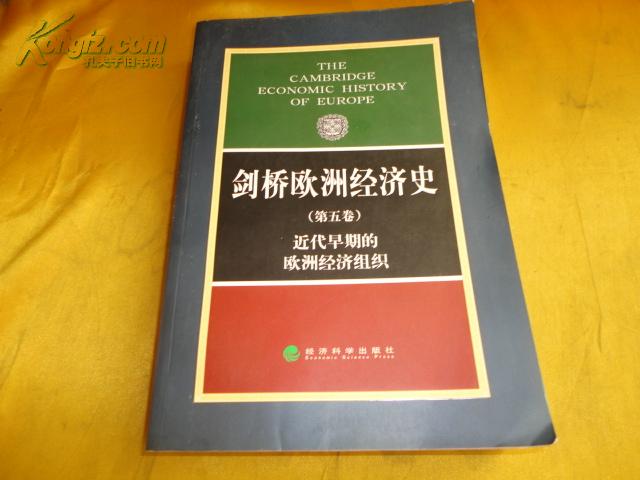 Kongfz.com
孔夫子旧书网
THE
CAMBRIDGE
ECONOMIC HISTORY
OF EUROPE
剑桥欧洲经济史
(第五卷)
近代早期的
欧洲经济组织
经济科学出版社
Economic Science Press